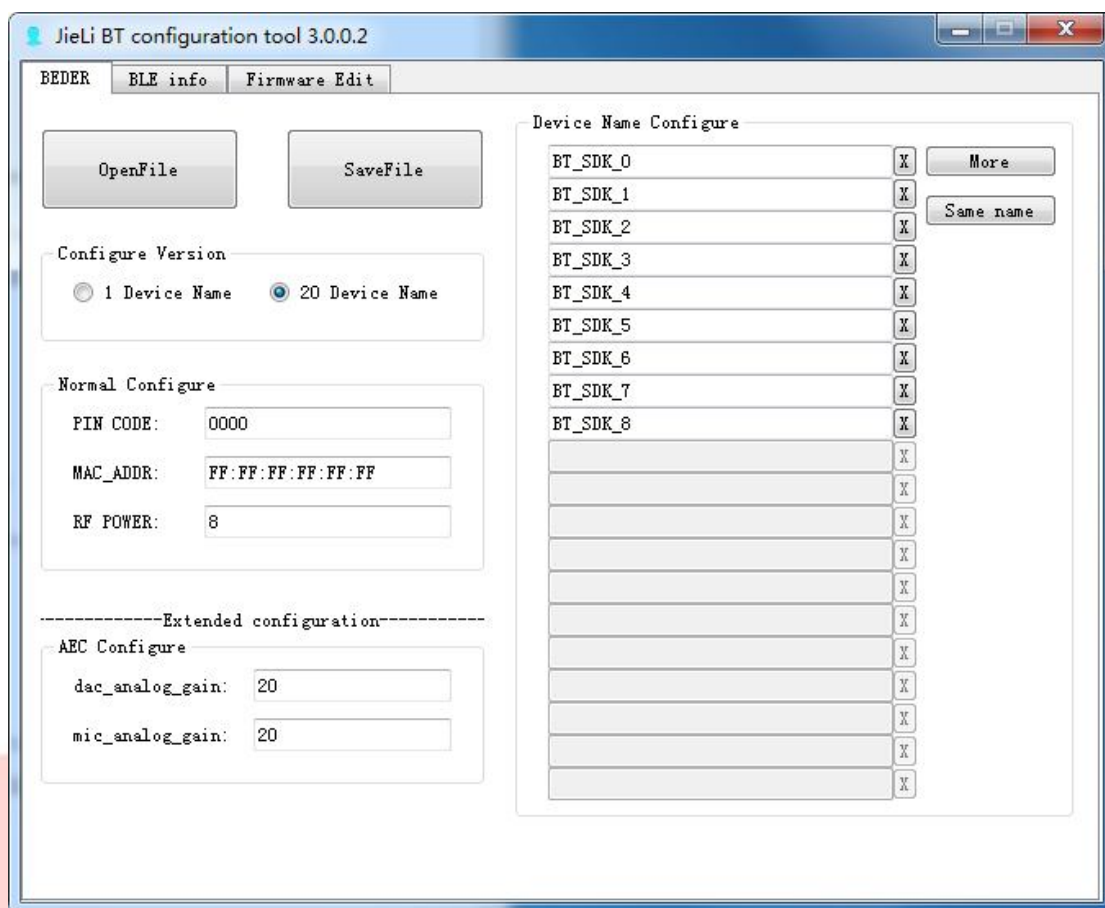 JieLi BT configuration tool 3.0.0.2
BEDER BLE info Firmware Edit
OpenFile SaveFile
Configure Version
1 Device Name 20 Device Name
Normal Configure
PIN CODE: 0000
MAC_ADDR: FF:FF:FF:FF:FF:FF
RF POWER: 8
-------------Extended configuration-----------
AEC Configure
dac_analog_gain: 20
mic_analog_gain: 20
Device Name Configure
BT_SDK_0 X More
BT_SDK_1 X
Same name
BT_SDK_2 X
BT_SDK_3 X
BT_SDK_4 X
BT_SDK_5 X
BT_SDK_6 X
BT_SDK_7 X
BT_SDK_8 X
X
X
X
X
X
X
X
X
X
X
X